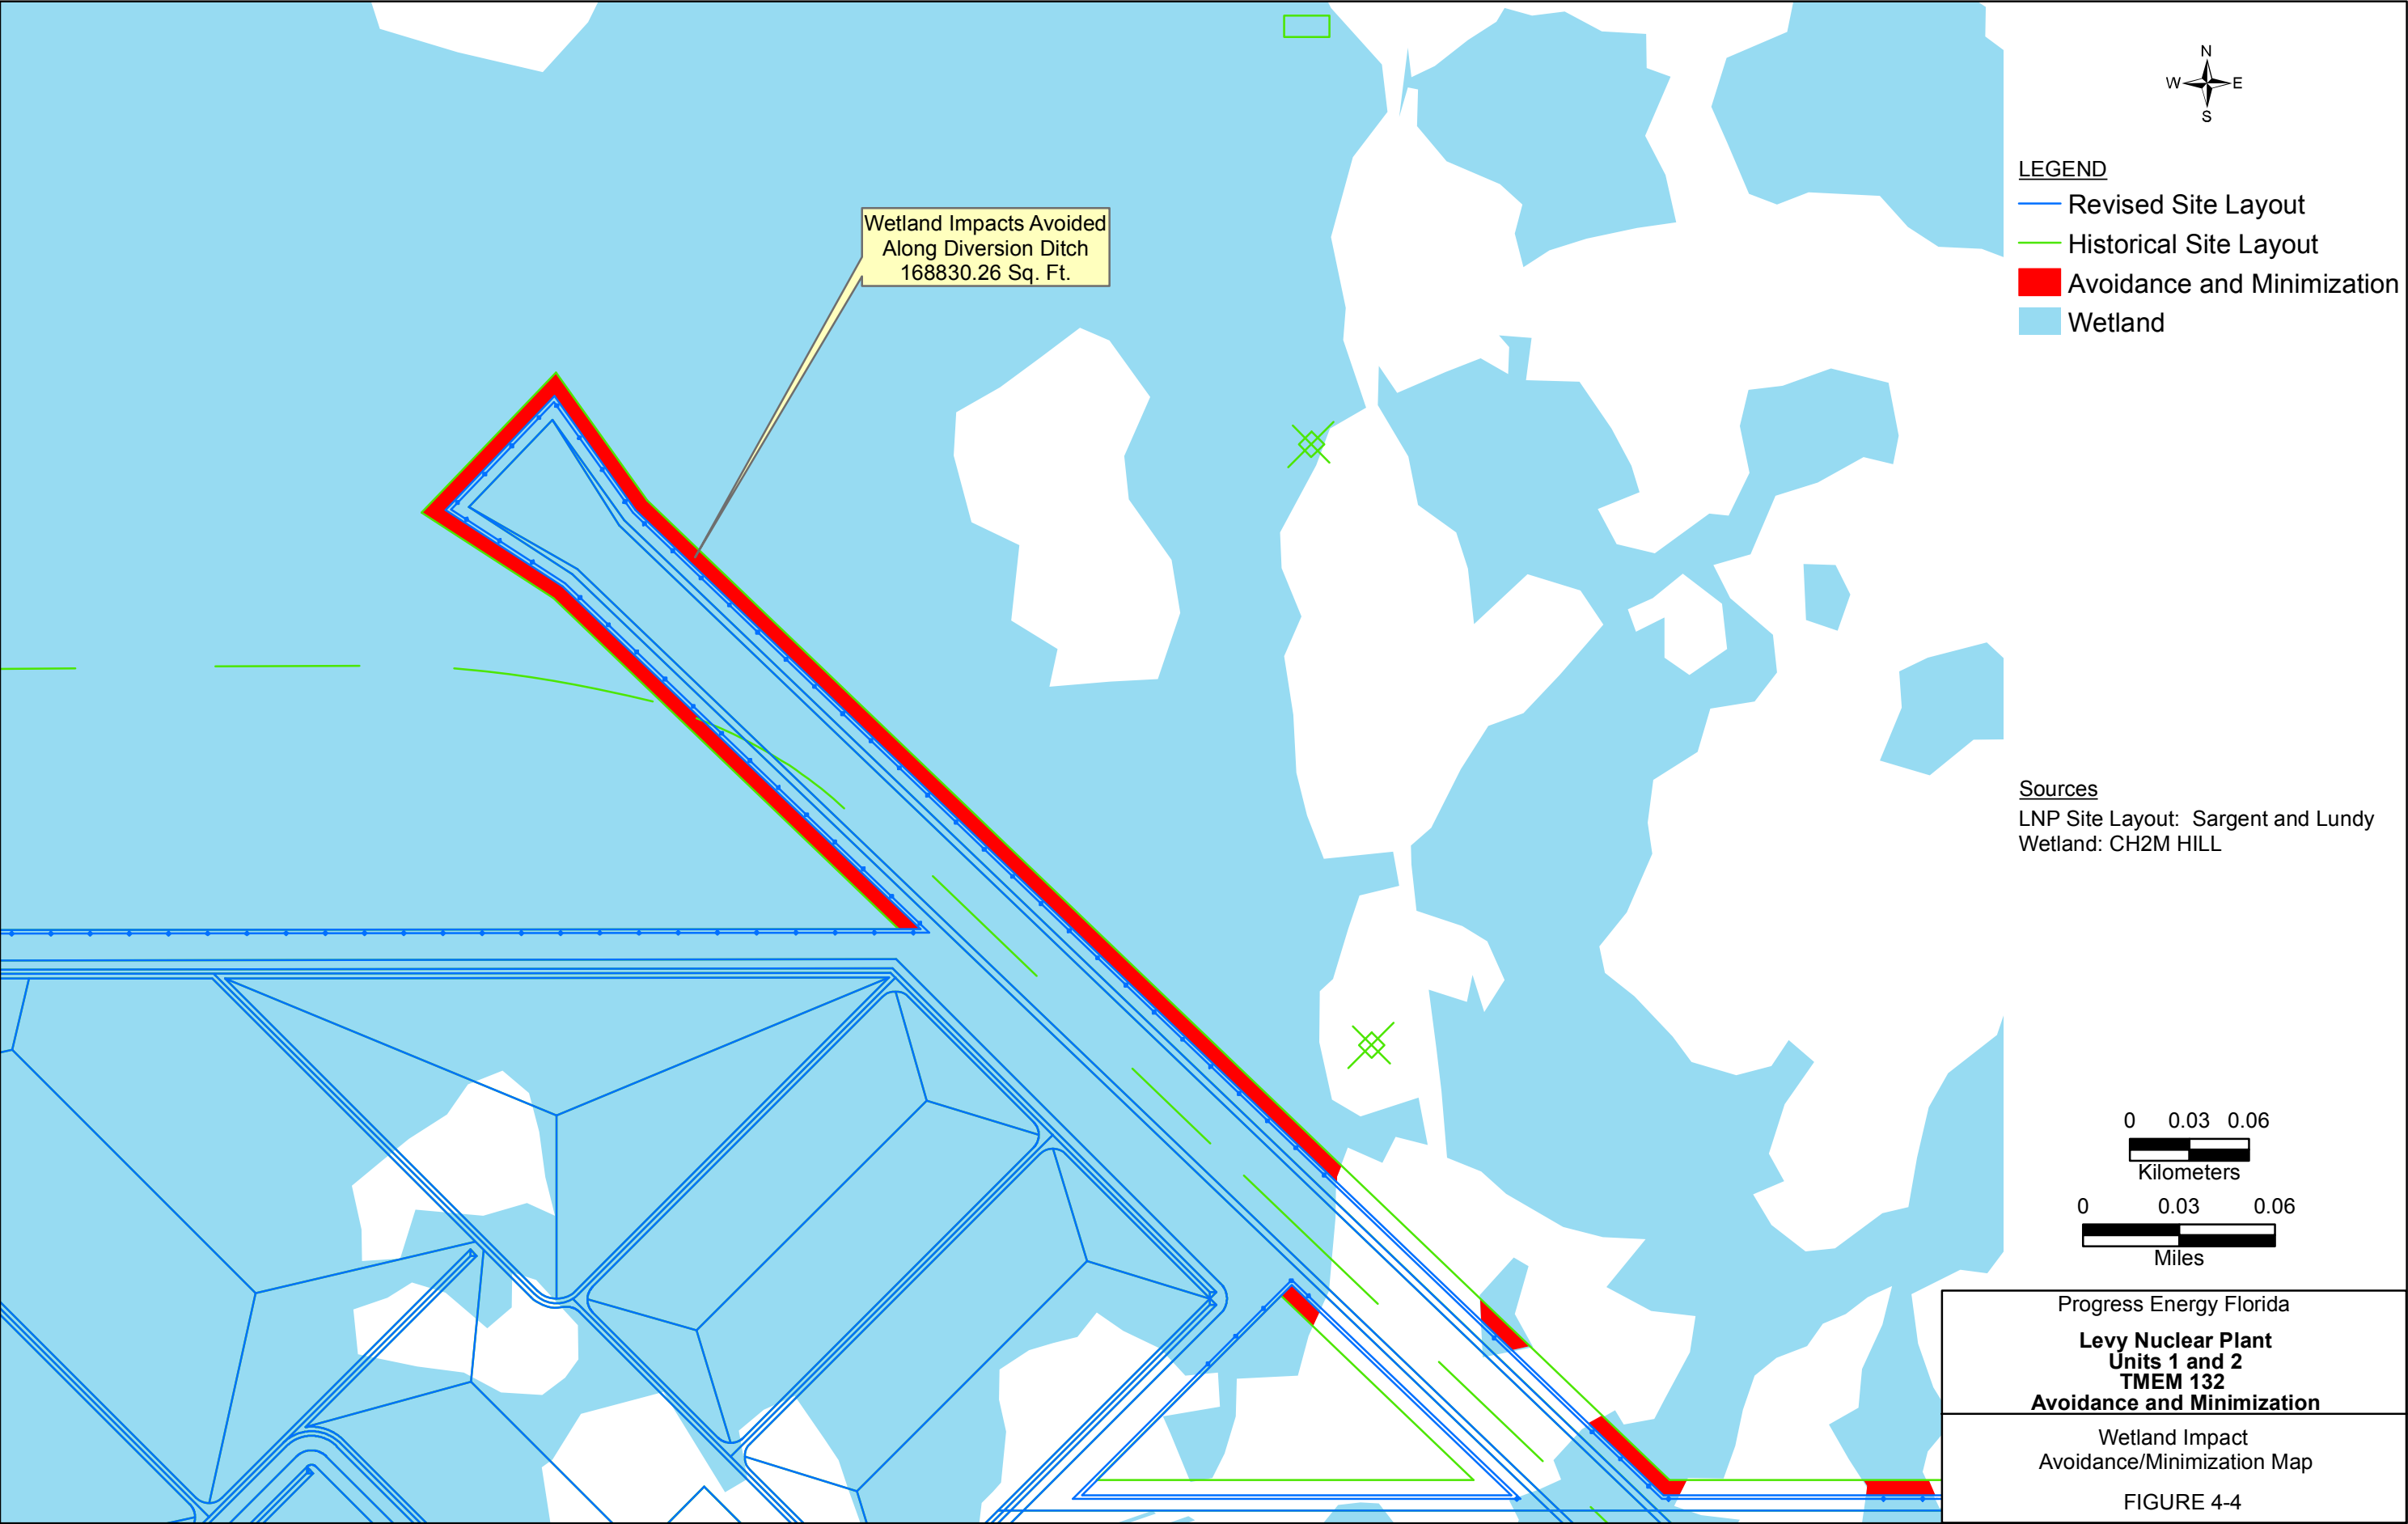 Wetland Impacts Avoided
Along Diversion Ditch
168830.26 Sq. Ft.
N
W E
S
LEGEND
Revised Site Layout
Historical Site Layout
Avoidance and Minimization
Wetland
Sources
LNP Site Layout: Sargent and Lundy
Wetland: CH2M HILL
0 0.03 0.06
Kilometers
0 0.03 0.06
Miles
Progress Energy Florida
Levy Nuclear Plant
Units 1 and 2
TMEM 132
Avoidance and Minimization
Wetland Impact
Avoidance/Minimization Map
FIGURE 4-4